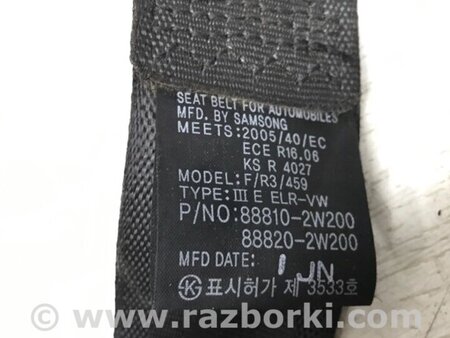 SEAT BELT FOR AUTOMOBILES
MFD. BY SAMSONG
MEETS:2005/40/EC
ECE R16.06
KS R 4027
MODEL: F/R3/459
TYPE: III E ELR-VW
P/NO:88810-2W200
88820-2W200
MFD DATE: 1 JN
표시허가 제 3533호
© www.razborki.com